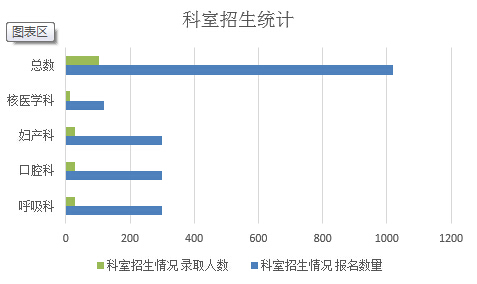 科室招生统计
图表区
总数
核医学科
妇产科
口腔科
呼吸科
0 200 400 600 800 1000 1200
科室招生情况 录取人数 科室招生情况 报名数量